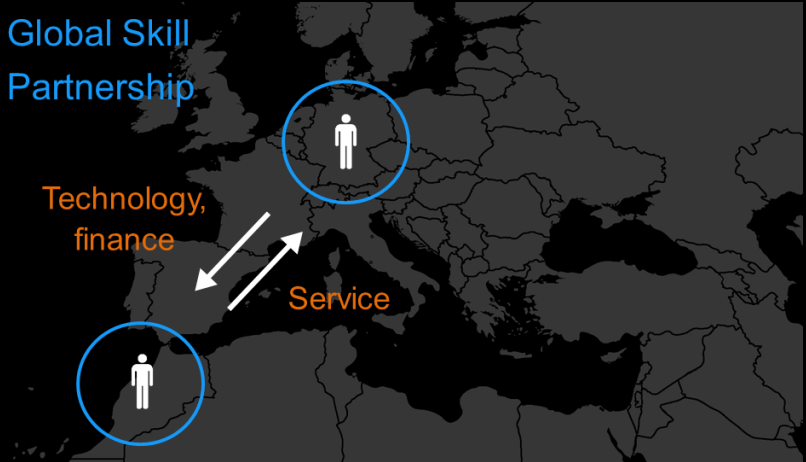 Global Skill
Partnership
Technology,
finance
Service